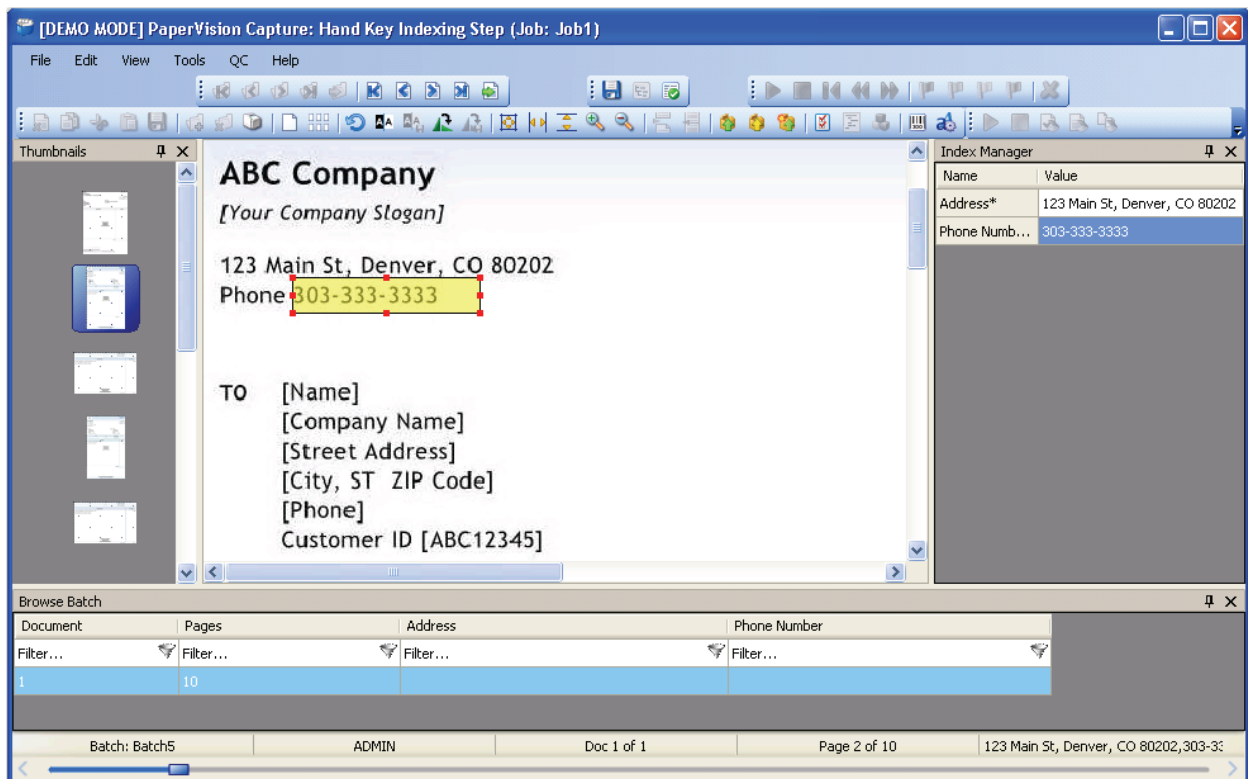 [DEMO MODE] PaperVision Capture: Hand Key Indexing Step (Job: Job1)
File Edit View Tools QC Help
Thumbnails
ABC Company
[Your Company Slogan]
123 Main St, Denver, CO 80202
Phone 303-333-3333
TO [Name]
[Company Name]
[Street Address]
[City, ST ZIP Code]
[Phone]
Customer ID [ABC12345]
Index Manager
Name Value
Address* 123 Main St, Denver, CO 80202
Phone Numb... 303-333-3333
Browse Batch
Document Pages Address Phone Number
Filter... Filter... Filter... Filter...
1 10
Batch: Batch5 ADMIN Doc 1 of 1 Page 2 of 10 123 Main St, Denver, CO 80202,303-